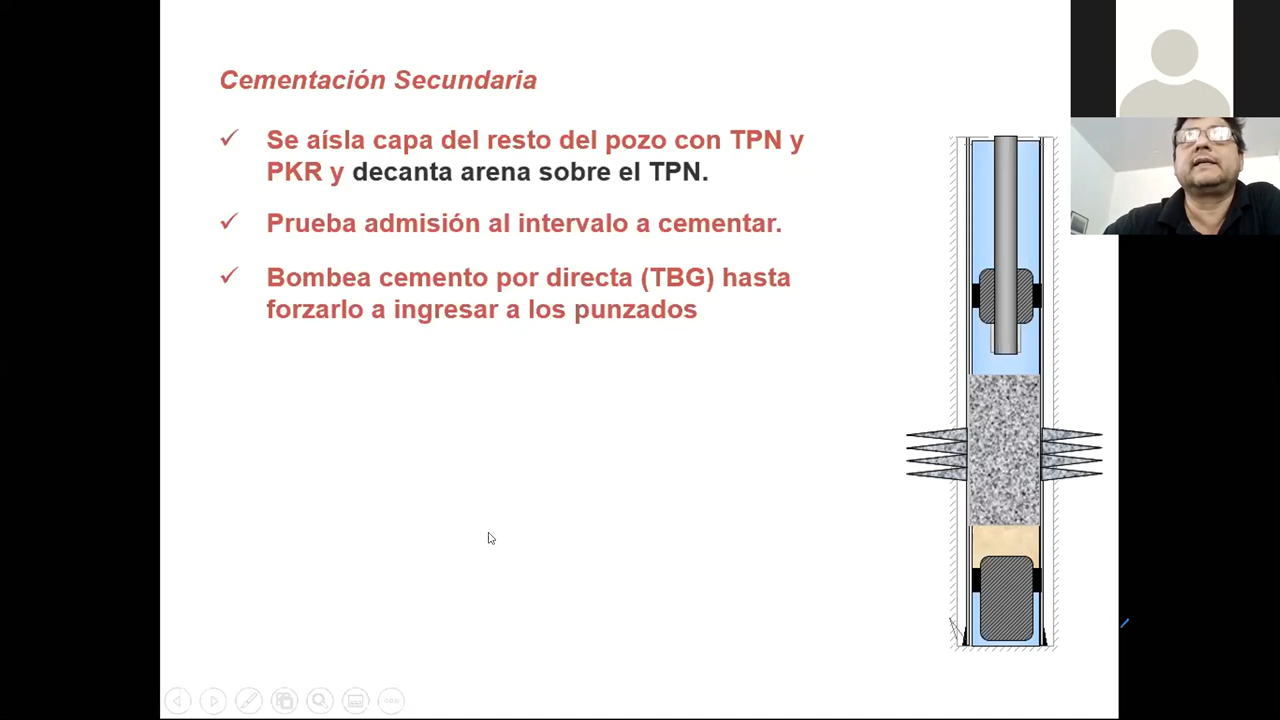 Cementación Secundaria
Se aísla capa del resto del pozo con TPN y
PKR y decanta arena sobre el TPN.
Prueba admisión al intervalo a cementar.
Bombea cemento por directa (TBG) hasta
forzarlo a ingresar a los punzados